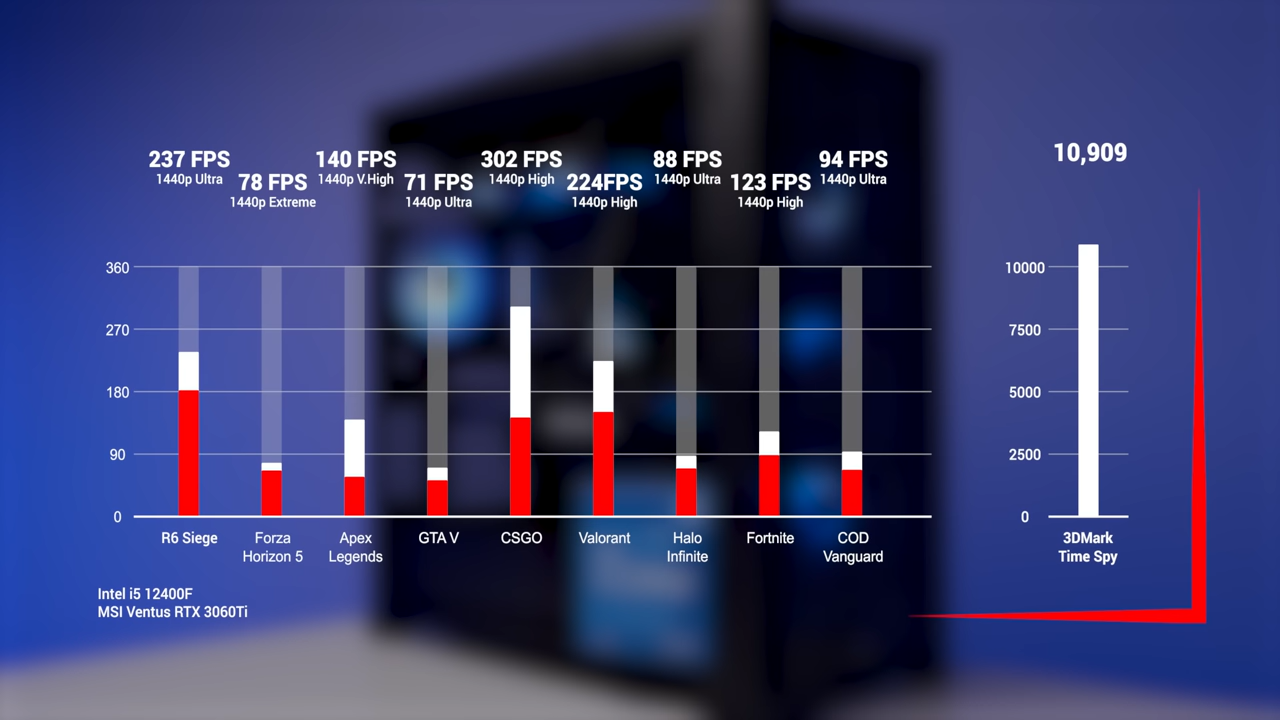 237 FPS
1440p Ultra
78 FPS
1440p Extreme
140 FPS
1440p V.High
71 FPS
1440p Ultra
302 FPS
1440p High
224FPS
1440p High
88 FPS
1440p Ultra
123 FPS
1440p High
94 FPS
1440p Ultra
10,909
360
270
180
90
0
10000
7500
5000
2500
0
R6 Siege
Forza
Horizon 5
Apex
Legends
GTA V
CSGO
Valorant
Halo
Infinite
Fortnite
COD
Vanguard
3DMark
Time Spy
Intel i5 12400F
MSI Ventus RTX 3060Ti